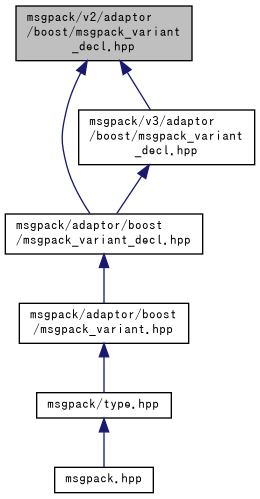 msgpack/v2/adaptor
/boost/msgpack_variant
_decl.hpp
msgpack/v3/adaptor
/boost/msgpack_variant
_decl.hpp
msgpack/adaptor/boost
/msgpack_variant_decl.hpp
msgpack/adaptor/boost
/msgpack_variant.hpp
msgpack/type.hpp
msgpack.hpp